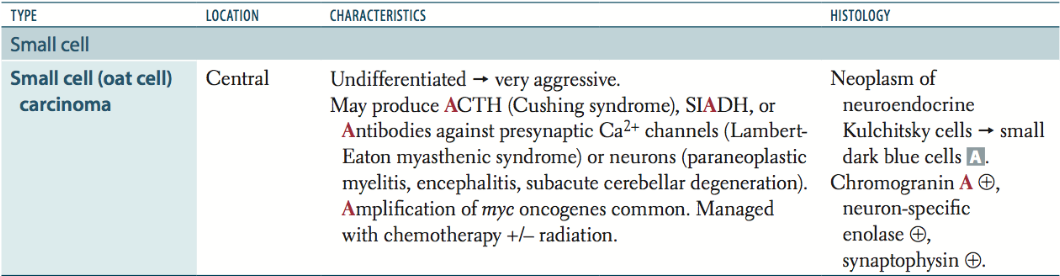 TYPE LOCATION CHARACTERISTICS HISTOLOGY
Small cell
Small cell (oat cell)
carcinoma
Central
Undifferentiated → very aggressive.
May produce ACTH (Cushing syndrome), SIADH, or
Antibodies against presynaptic Ca²⁺ channels (Lambert-
Eaton myasthenic syndrome) or neurons (paraneoplastic
myelitis, encephalitis, subacute cerebellar degeneration).
Amplification of myc oncogenes common. Managed
with chemotherapy +/– radiation.
Neoplasm of
neuroendocrine
Kulchitsky cells → small
dark blue cells A.
Chromogranin A ⊕,
neuron-specific
enolase ⊕,
synaptophysin ⊕.